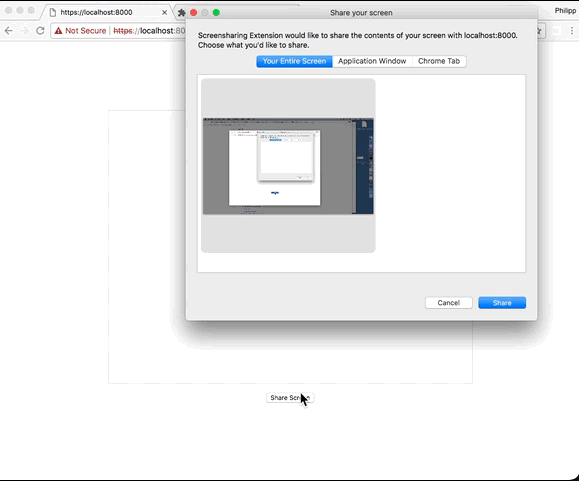 Share your screen
Philipp
https://localhost:8000
Not Secure
https://localhost:80
Screensharing Extension would like to share the contents of your screen with localhost:8000.
Choose what you'd like to share.
Your Entire Screen
Application Window
Chrome Tab
Cancel
Share
Share Screen